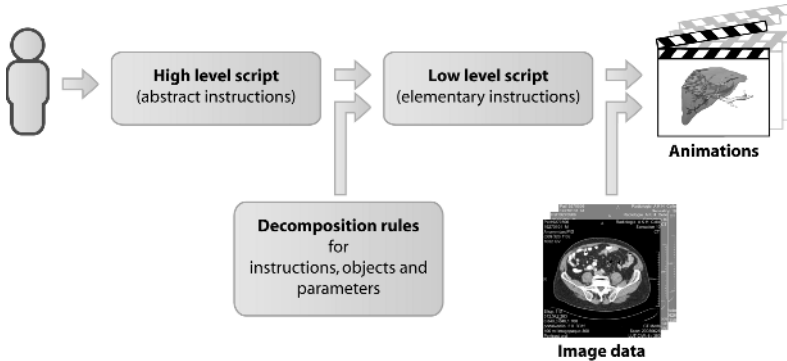 High level script
(abstract instructions)
Low level script
(elementary instructions)
Animations
Decomposition rules
for
instructions, objects and
parameters
Image data